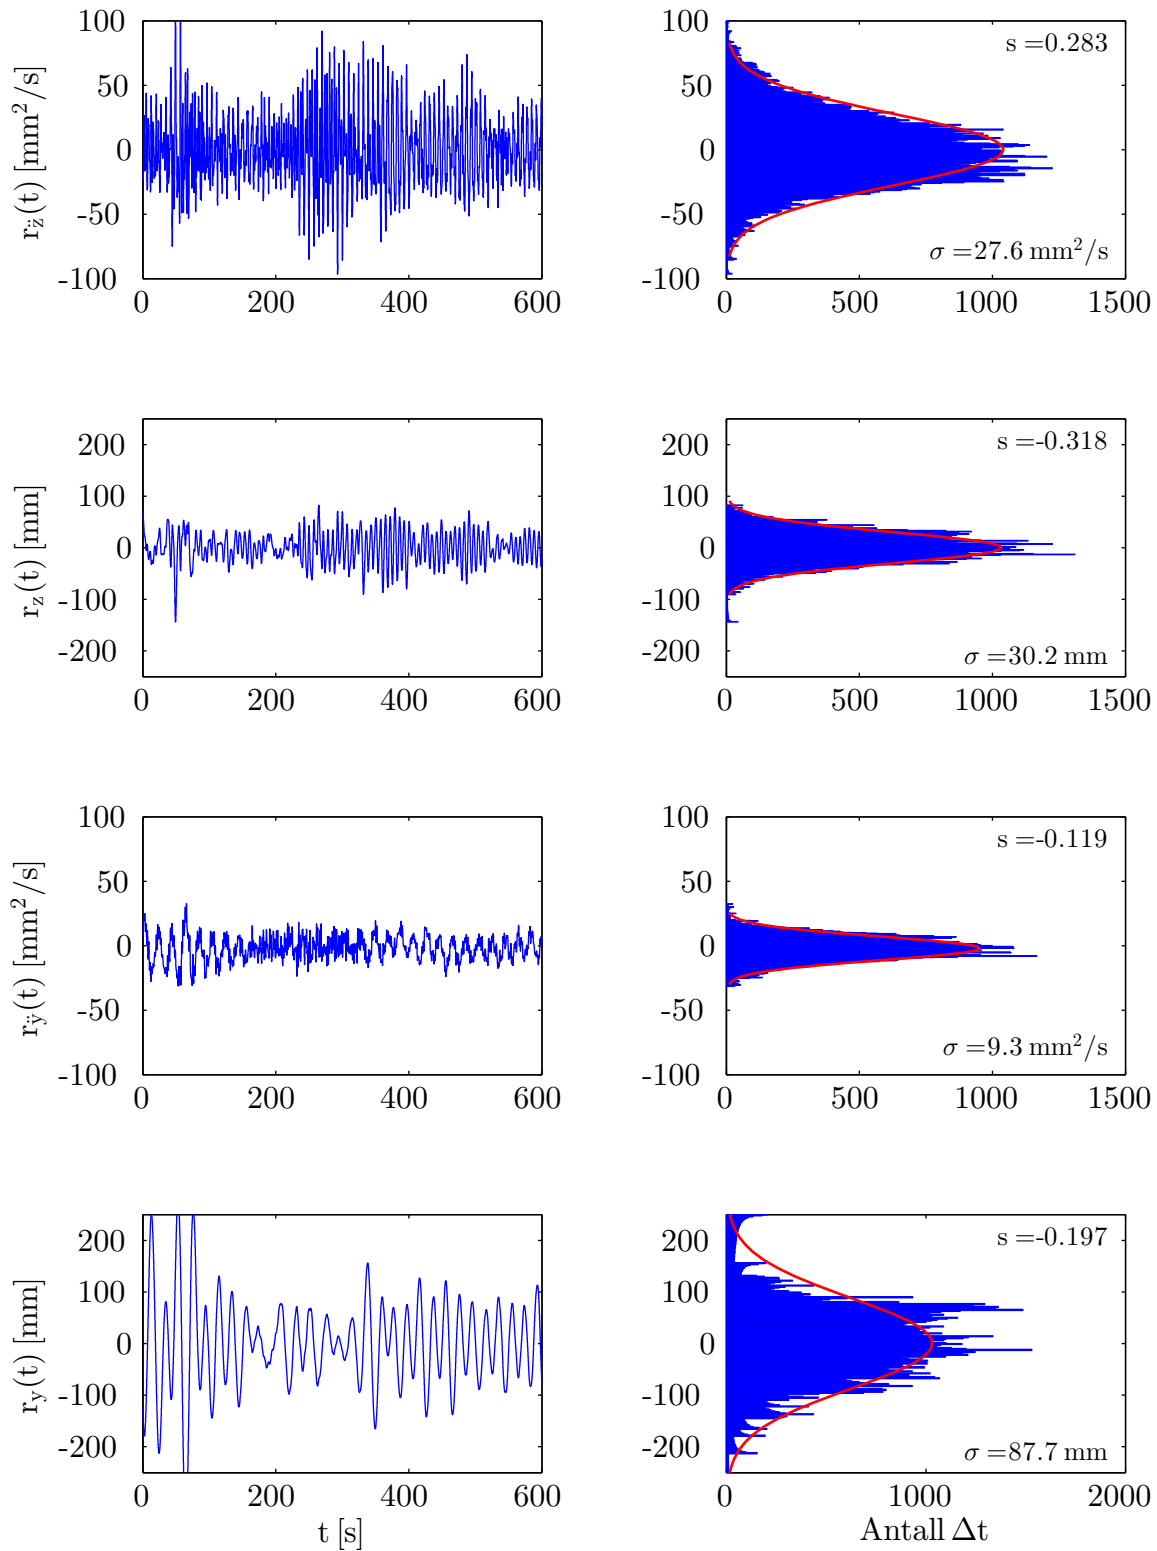 100
50
0
-50
-100
r_z̈(t) [mm²/s]
0 200 400 600
s =0.283
σ =27.6 mm²/s
100
50
0
-50
-100
0 500 1000 1500
200
100
0
-100
-200
r_z(t) [mm]
0 200 400 600
s =-0.318
σ =30.2 mm
200
100
0
-100
-200
0 500 1000 1500
100
50
0
-50
-100
r_ÿ(t) [mm²/s]
0 200 400 600
s =-0.119
σ =9.3 mm²/s
100
50
0
-50
-100
0 500 1000 1500
200
100
0
-100
-200
r_y(t) [mm]
0 200 400 600
t [s]
s =-0.197
σ =87.7 mm
200
100
0
-100
-200
0 1000 2000
Antall Δt